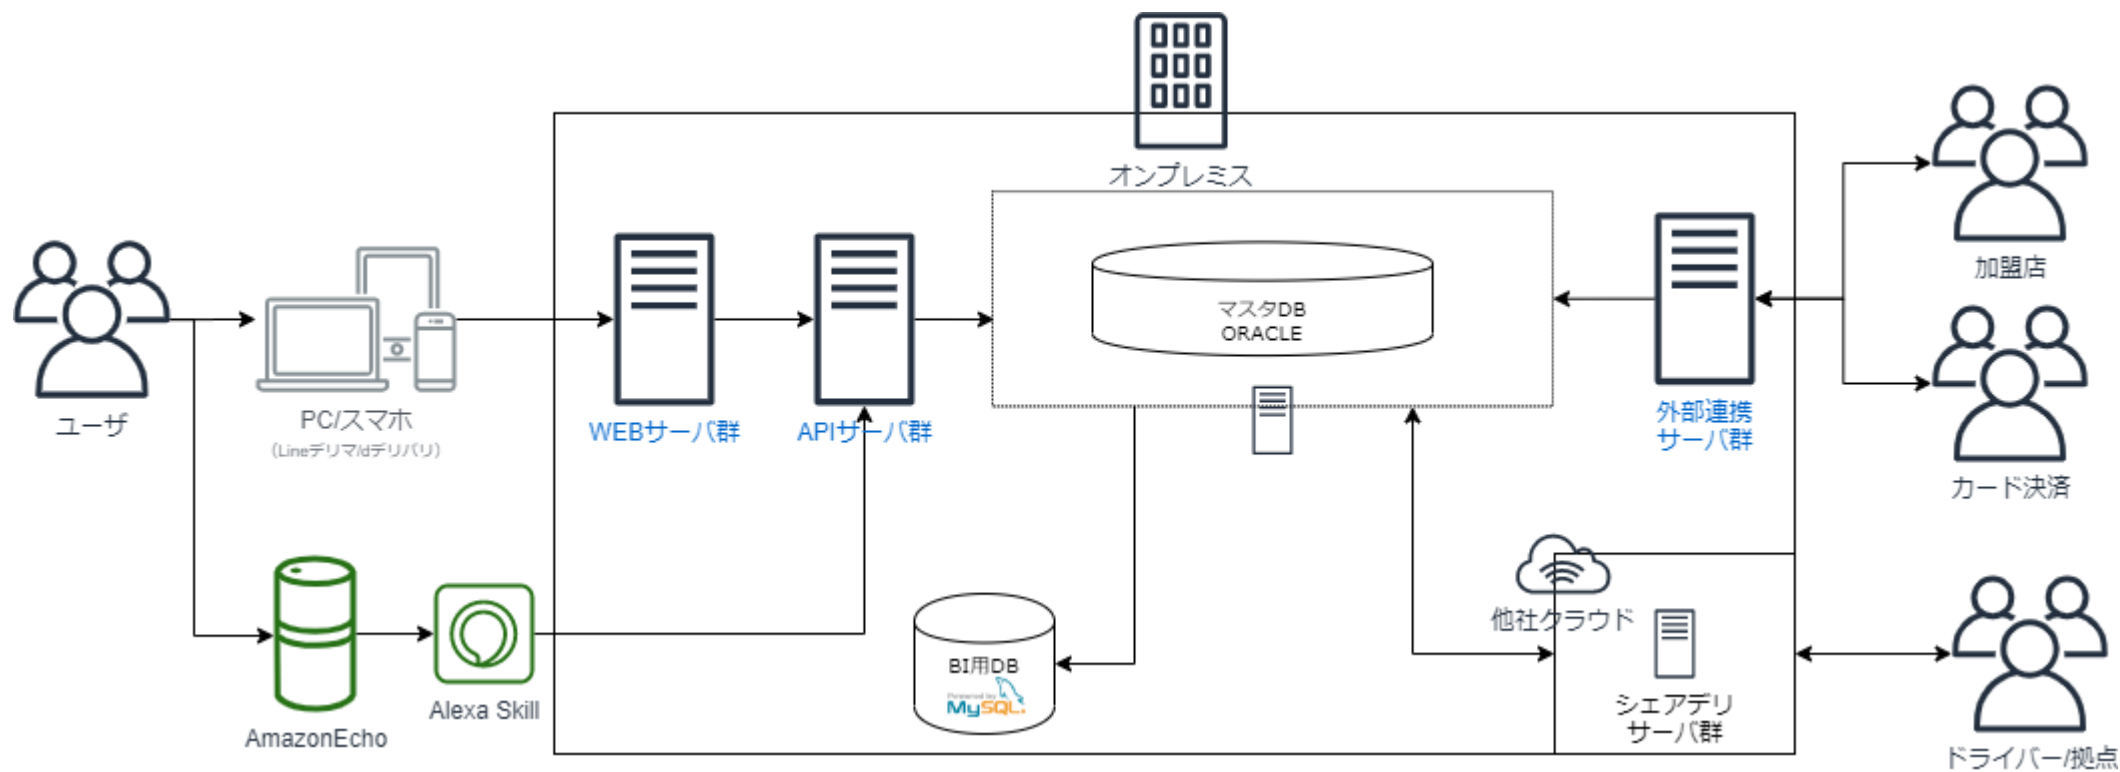 オンプレミス
加盟店
マスタDB
ORACLE
ユーザ
PC/スマホ
(Lineデリマ/dデリバリ)
WEBサーバ群
APIサーバ群
外部連携
サーバ群
カード決済
他社クラウド
BI用DB
Powered by
MySQL.
シェアデリ
サーバ群
Alexa Skill
AmazonEcho
ドライバー/拠点